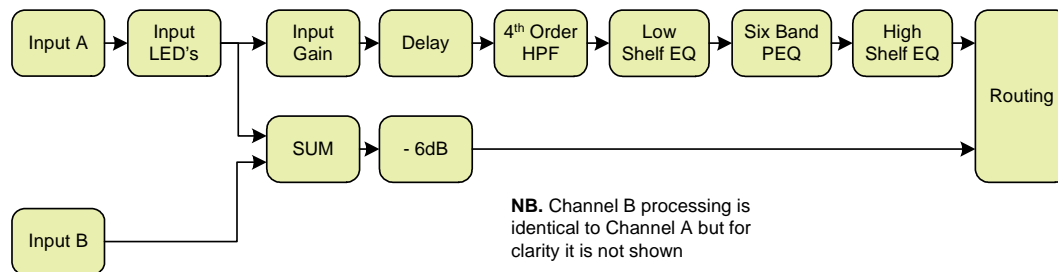 Input A
Input
LED's
Input
Gain
Delay
4th Order
HPF
Low
Shelf EQ
Six Band
PEQ
High
Shelf EQ
Routing
SUM
- 6dB
Input B
NB. Channel B processing is
identical to Channel A but for
clarity it is not shown